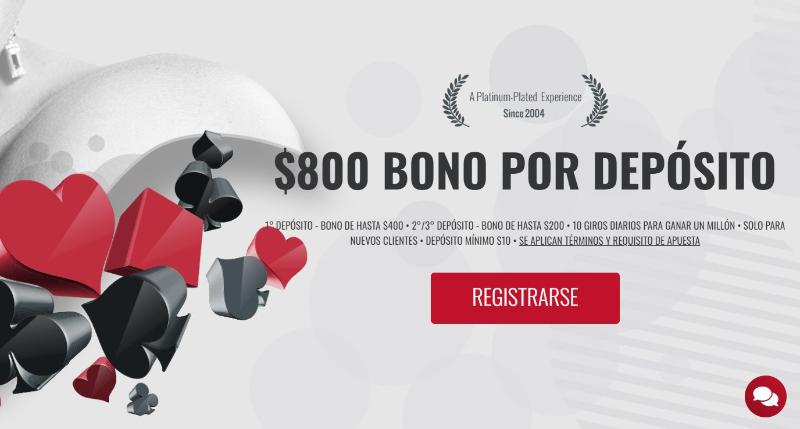 A Platinum-Plated Experience
Since 2004
$800 BONO POR DEPÓSITO
1° DEPÓSITO - BONO DE HASTA $400 • 2°/3° DEPÓSITO - BONO DE HASTA $200 • 10 GIROS DIARIOS PARA GANAR UN MILLÓN • SOLO PARA
NUEVOS CLIENTES • DEPÓSITO MÍNIMO $10 • SE APLICAN TÉRMINOS Y REQUISITO DE APUESTA
REGISTRARSE